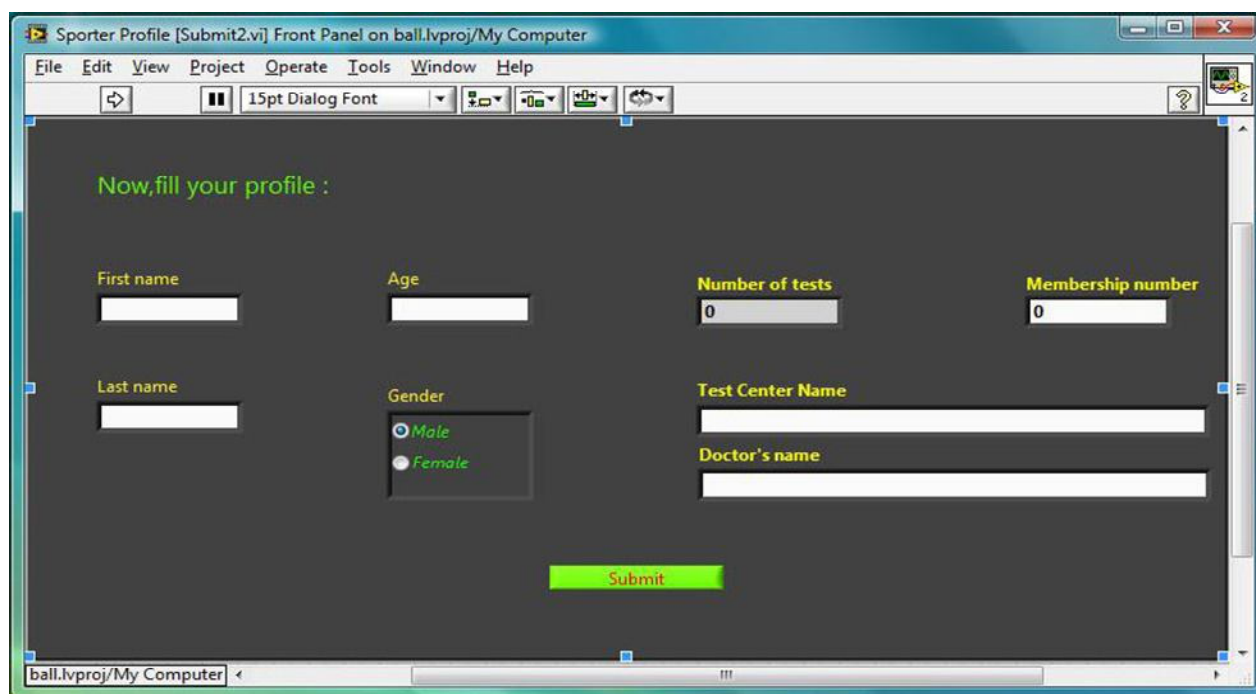 Sporter Profile [Submit2.vi] Front Panel on ball.lvproj/My Computer
File Edit View Project Operate Tools Window Help
15pt Dialog Font
2
Now,fill your profile :
First name
Age
Number of tests
Membership number
0
0
Last name
Gender
Test Center Name
Male
Doctor's name
Female
Submit
ball.lvproj/My Computer